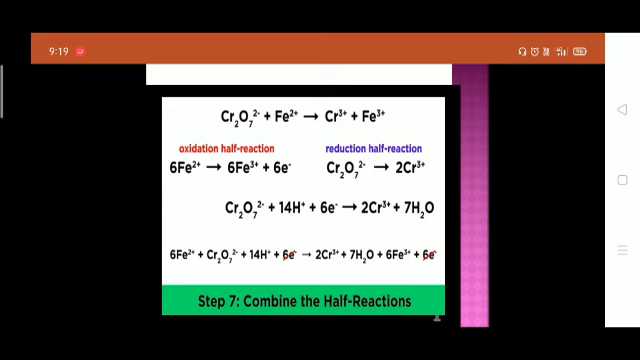 9:19
96
Cr₂O₇²⁻ + Fe²⁺ → Cr³⁺ + Fe³⁺
oxidation half-reaction reduction half-reaction
6Fe²⁺ → 6Fe³⁺ + 6e⁻ Cr₂O₇²⁻ → 2Cr³⁺
Cr₂O₇²⁻ + 14H⁺ + 6e⁻ → 2Cr³⁺ + 7H₂O
6Fe²⁺ + Cr₂O₇²⁻ + 14H⁺ + 6e⁻ → 2Cr³⁺ + 7H₂O + 6Fe³⁺ + 6e⁻
Step 7: Combine the Half-Reactions